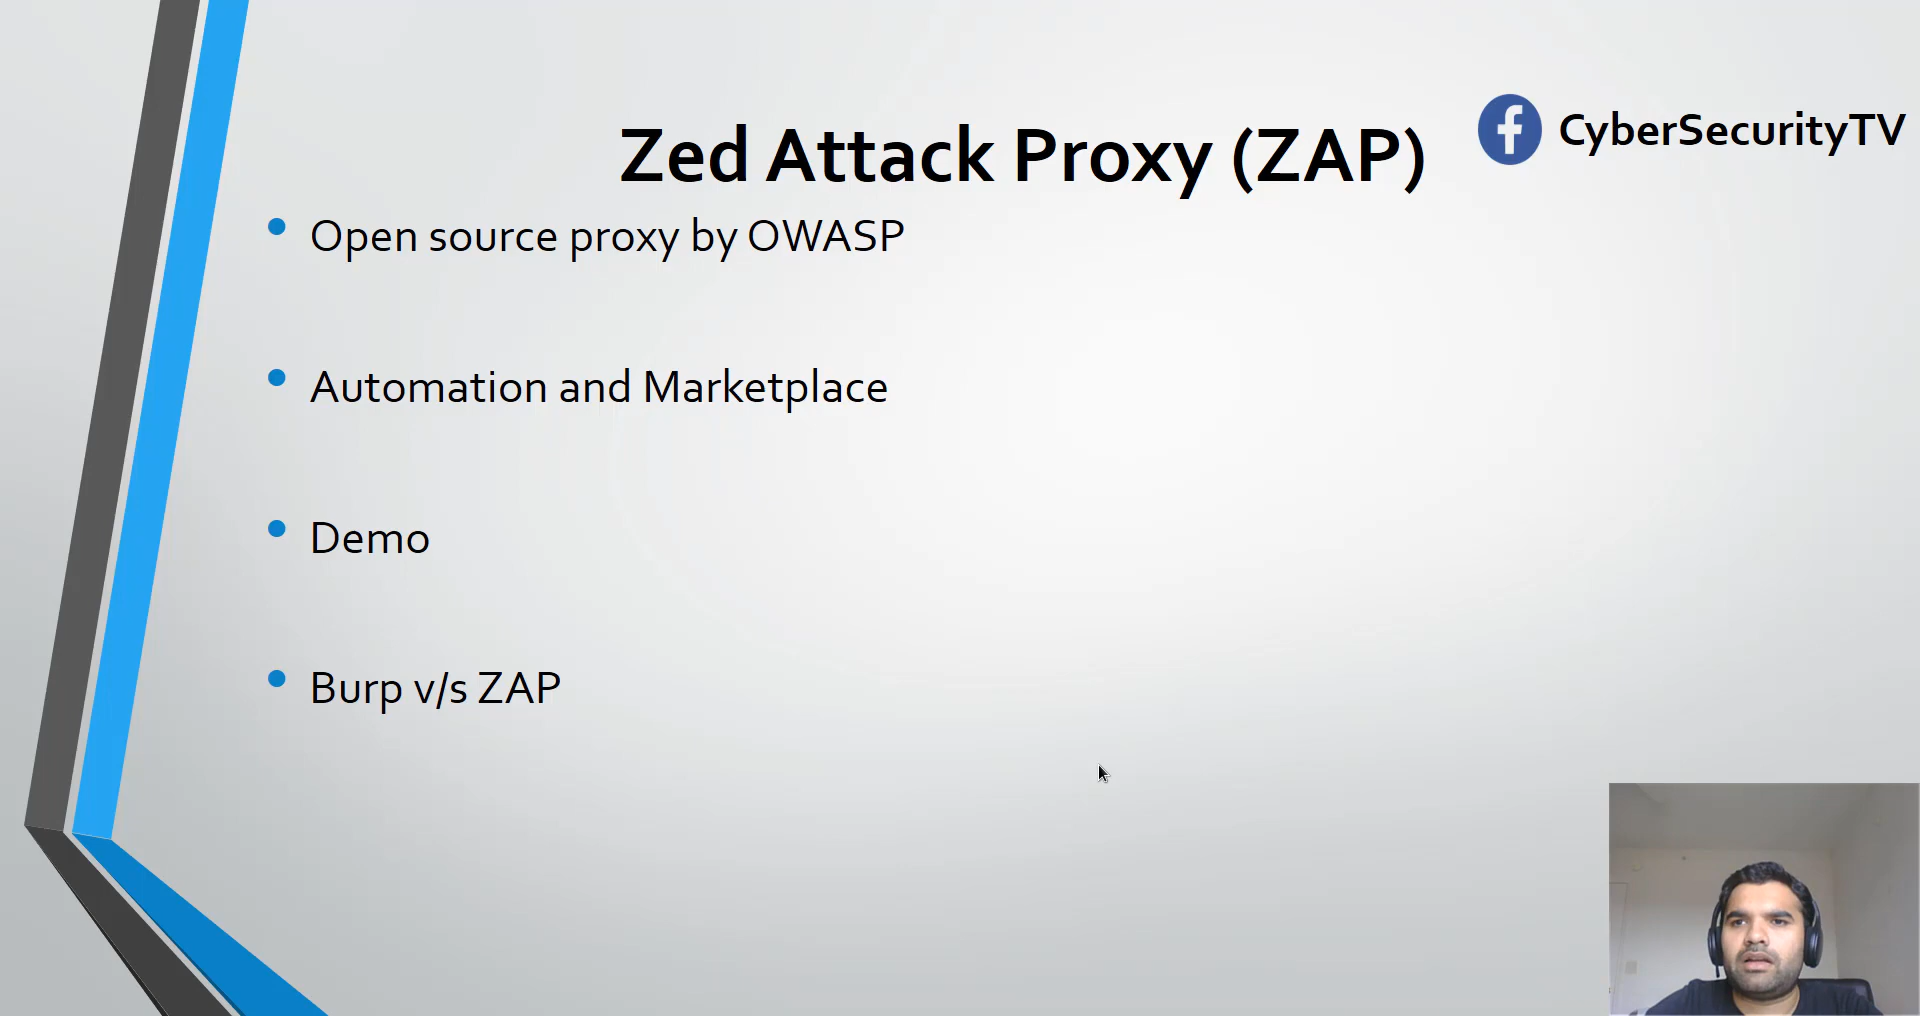 Zed Attack Proxy (ZAP)
CyberSecurityTV
Open source proxy by OWASP
Automation and Marketplace
Demo
Burp v/s ZAP